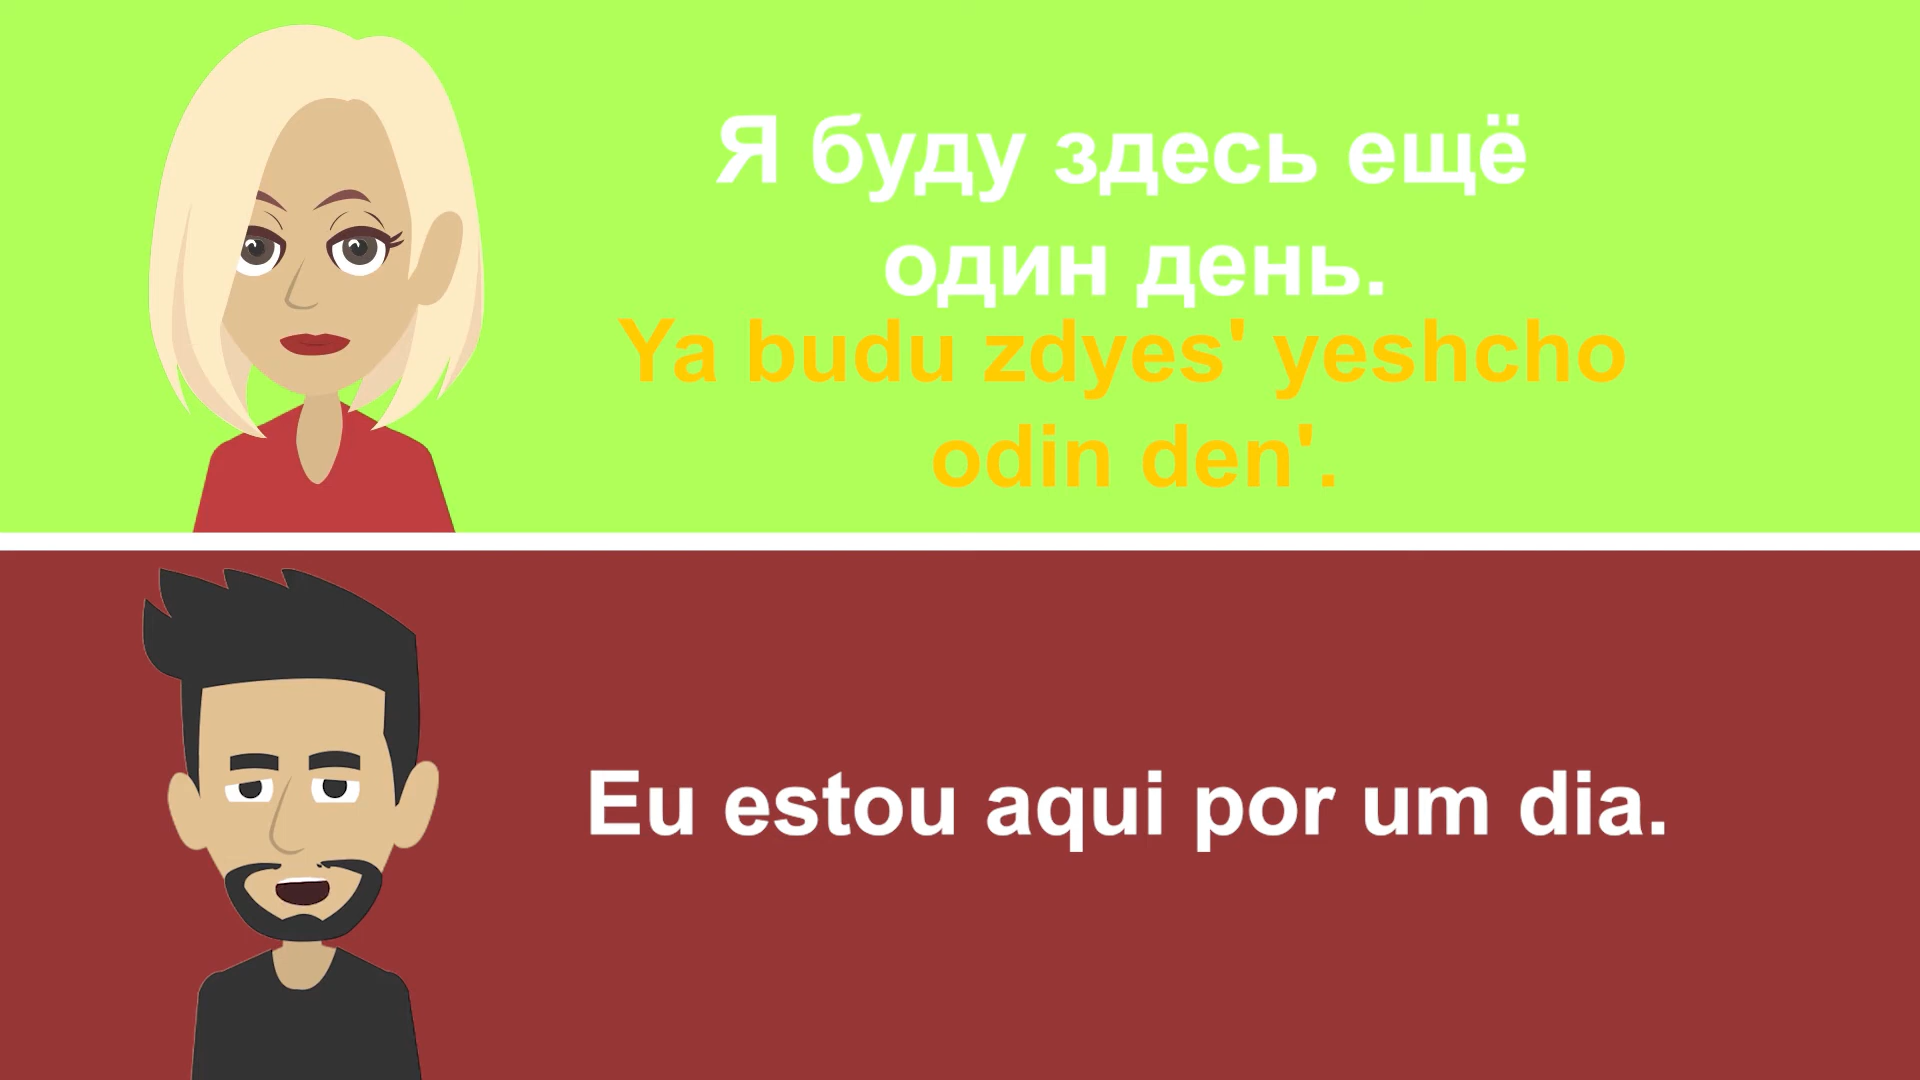 Я буду здесь ещё
один день.
Ya budu zdyes' yeshcho
odin den'.
Eu estou aqui por um dia.